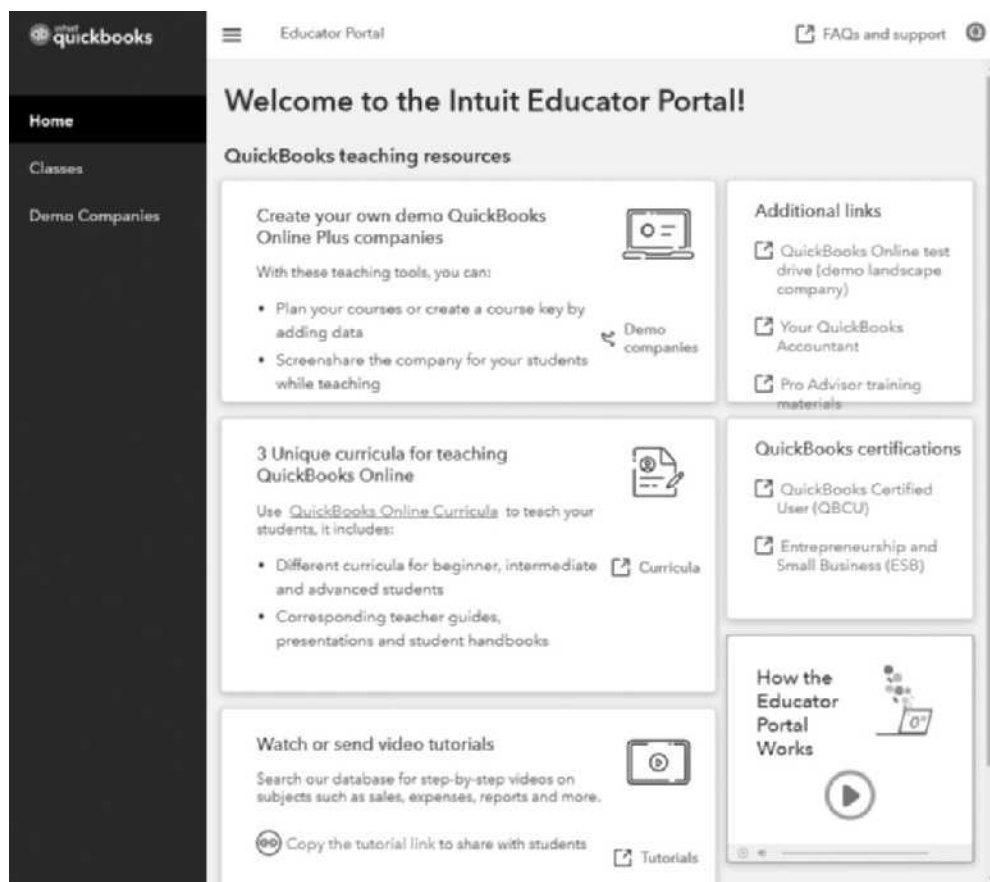 intuit
quickbooks
Home
Classes
Demo Companies
Educator Portal
FAQs and support
Welcome to the Intuit Educator Portal!
QuickBooks teaching resources
Create your own demo QuickBooks
Online Plus companies
With these teaching tools, you can:
• Plan your courses or create a course key by
adding data
• Screenshare the company for your students
while teaching
Demo
companies
3 Unique curricula for teaching
QuickBooks Online
Use QuickBooks Online Curricula to teach your
students, it includes:
• Different curricula for beginner, intermediate
and advanced students
• Corresponding teacher guides,
presentations and student handbooks
Curricula
Watch or send video tutorials
Search our database for step-by-step videos on
subjects such as sales, expenses, reports and more.
Copy the tutorial link to share with students
Tutorials
Additional links
QuickBooks Online test
drive (demo landscape
company)
Your QuickBooks
Accountant
Pro Advisor training
materials
QuickBooks certifications
QuickBooks Certified
User (QBCU)
Entrepreneurship and
Small Business (ESB)
How the
Educator
Portal
Works